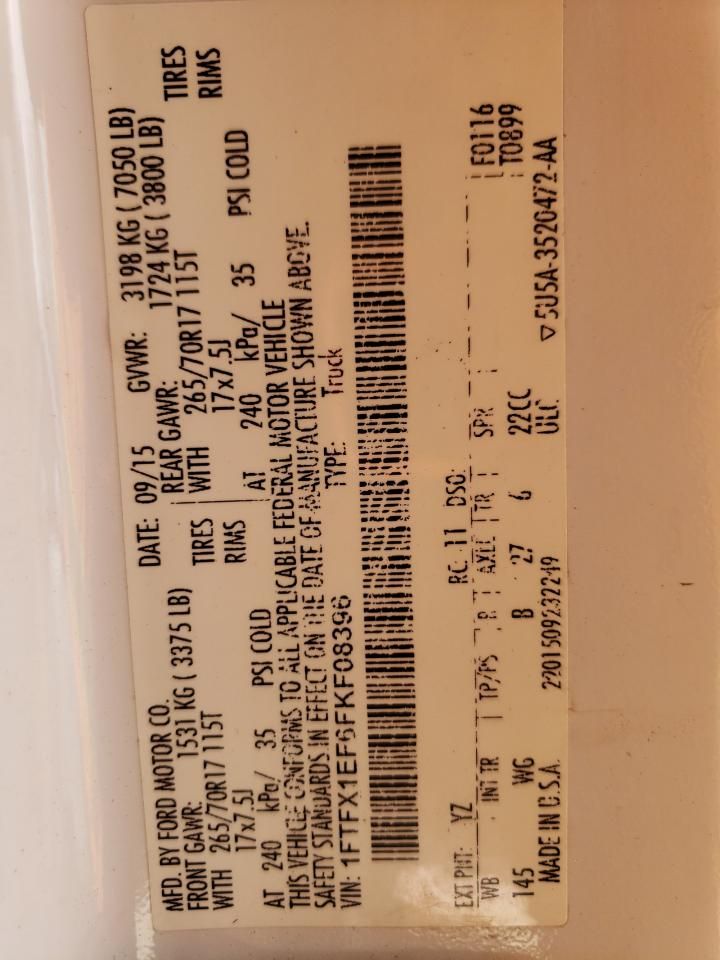 MFD. BY FORD MOTOR CO.
DATE: 09/15 GVWR: 3198 KG ( 7050 LB)
FRONT GAWR: 1531 KG ( 3375 LB) REAR GAWR: 1724 KG ( 3800 LB)
WITH 265/70R17 115T TIRES WITH 265/70R17 115T TIRES
17x7.5J RIMS 17x7.5J RIMS
AT 240 kPa/ 35 PSI COLD AT 240 kPa/ 35 PSI COLD
THIS VEHICLE CONFORMS TO ALL APPLICABLE FEDERAL MOTOR VEHICLE
SAFETY STANDARDS IN EFFECT ON THE DATE OF MANUFACTURE SHOWN ABOVE.
VIN: 1FTFX1EF6FKF08396 TYPE: Truck
EXT PNT: YZ RC: 11 DSO: F0116
WB INT TR TP/PS R AXLE TR SPR T0899
145 WG B 27 6 22CC
MADE IN U.S.A. 2201509232249 ULC ▽5U5A-3520472-AA